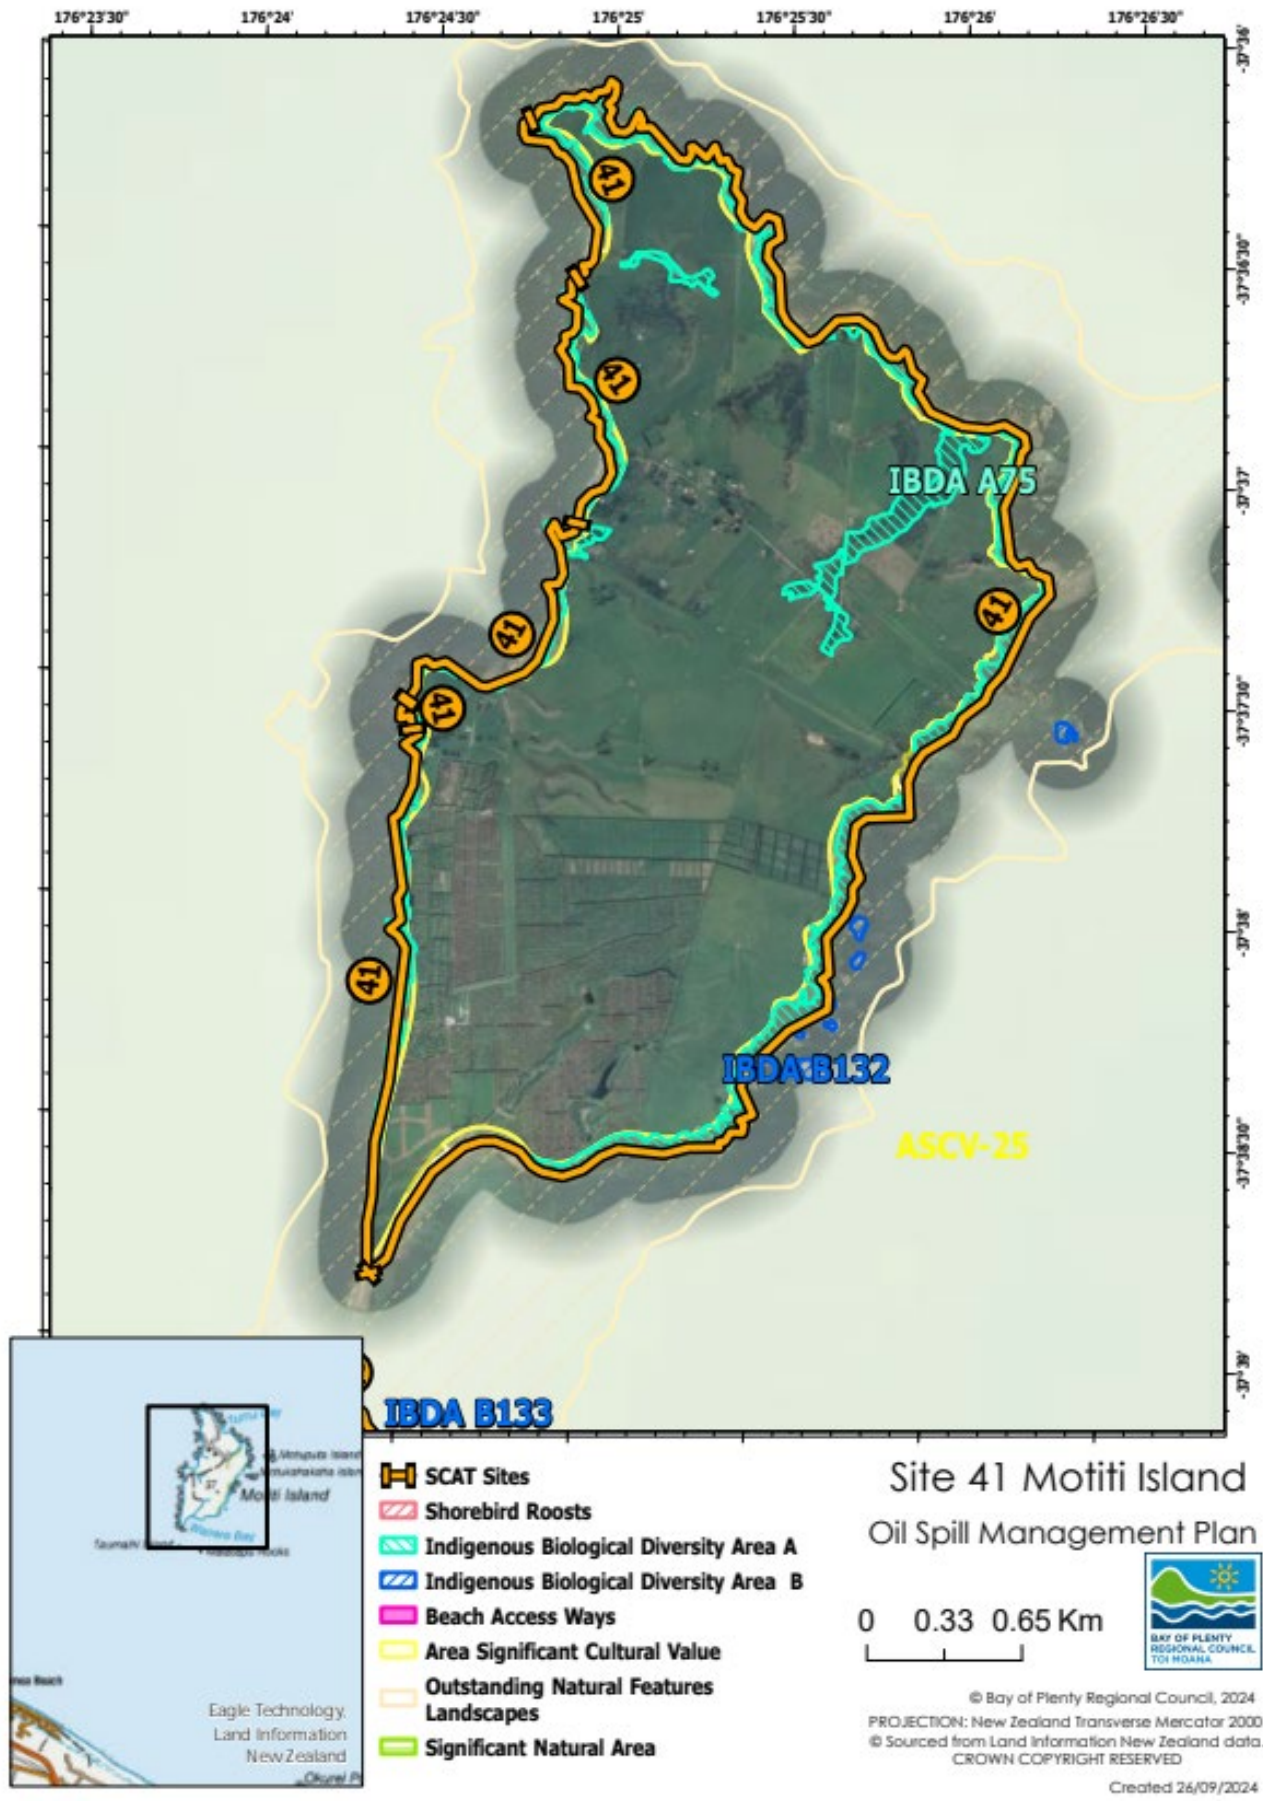 176°23'30" 176°24' 176°24'30" 176°25' 176°25'30" 176°26' 176°26'30"
-37°36'
41
-37°36'30"
41
IBDA A75
-37°37'
41
41
41
-37°37'30"
-37°38'
41
IBDA B132
ASCV-25
-37°38'30"
-37°39'
IBDA B133
Motiti Island
Eagle Technology,
Land Information
New Zealand
SCAT Sites
Shorebird Roosts
Indigenous Biological Diversity Area A
Indigenous Biological Diversity Area B
Beach Access Ways
Area Significant Cultural Value
Outstanding Natural Features
Landscapes
Significant Natural Area
Site 41 Motiti Island
Oil Spill Management Plan
0 0.33 0.65 Km
BAY OF PLENTY
REGIONAL COUNCIL
TOI MOANA
© Bay of Plenty Regional Council, 2024
PROJECTION: New Zealand Transverse Mercator 2000
© Sourced from Land Information New Zealand data.
CROWN COPYRIGHT RESERVED
Created 26/09/2024